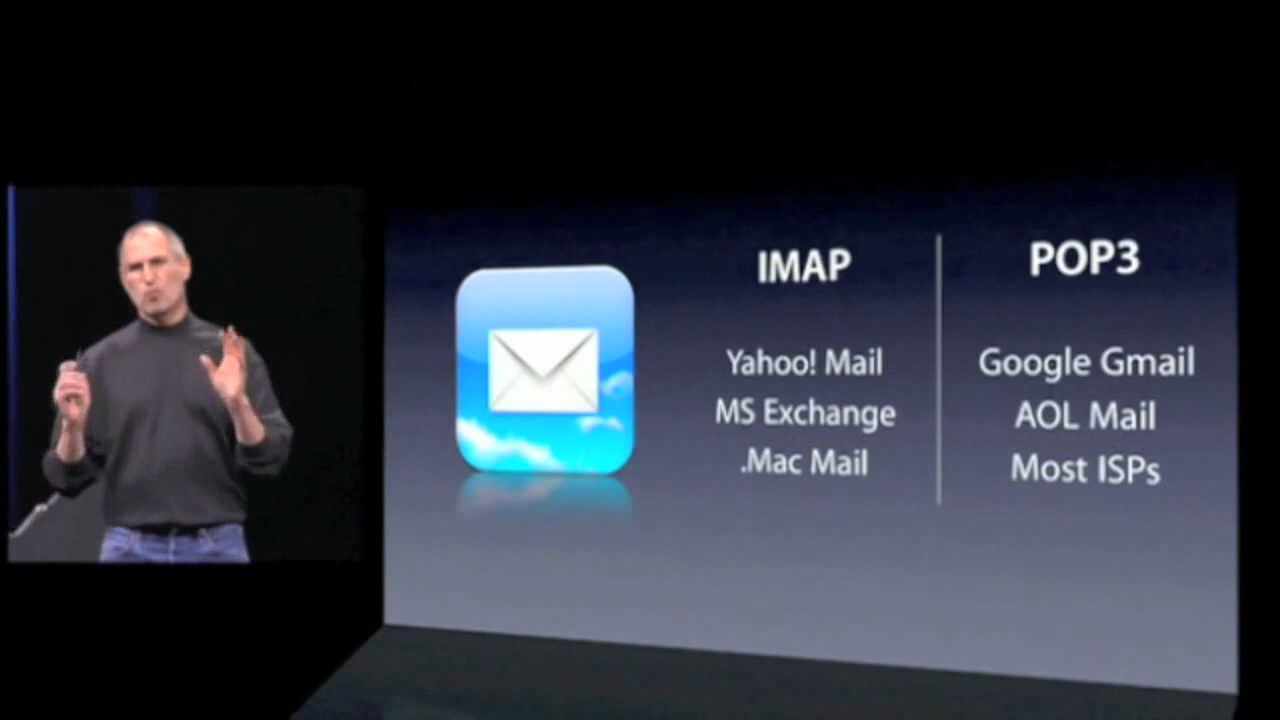 IMAP
Yahoo! Mail
MS Exchange
.Mac Mail
POP3
Google Gmail
AOL Mail
Most ISPs